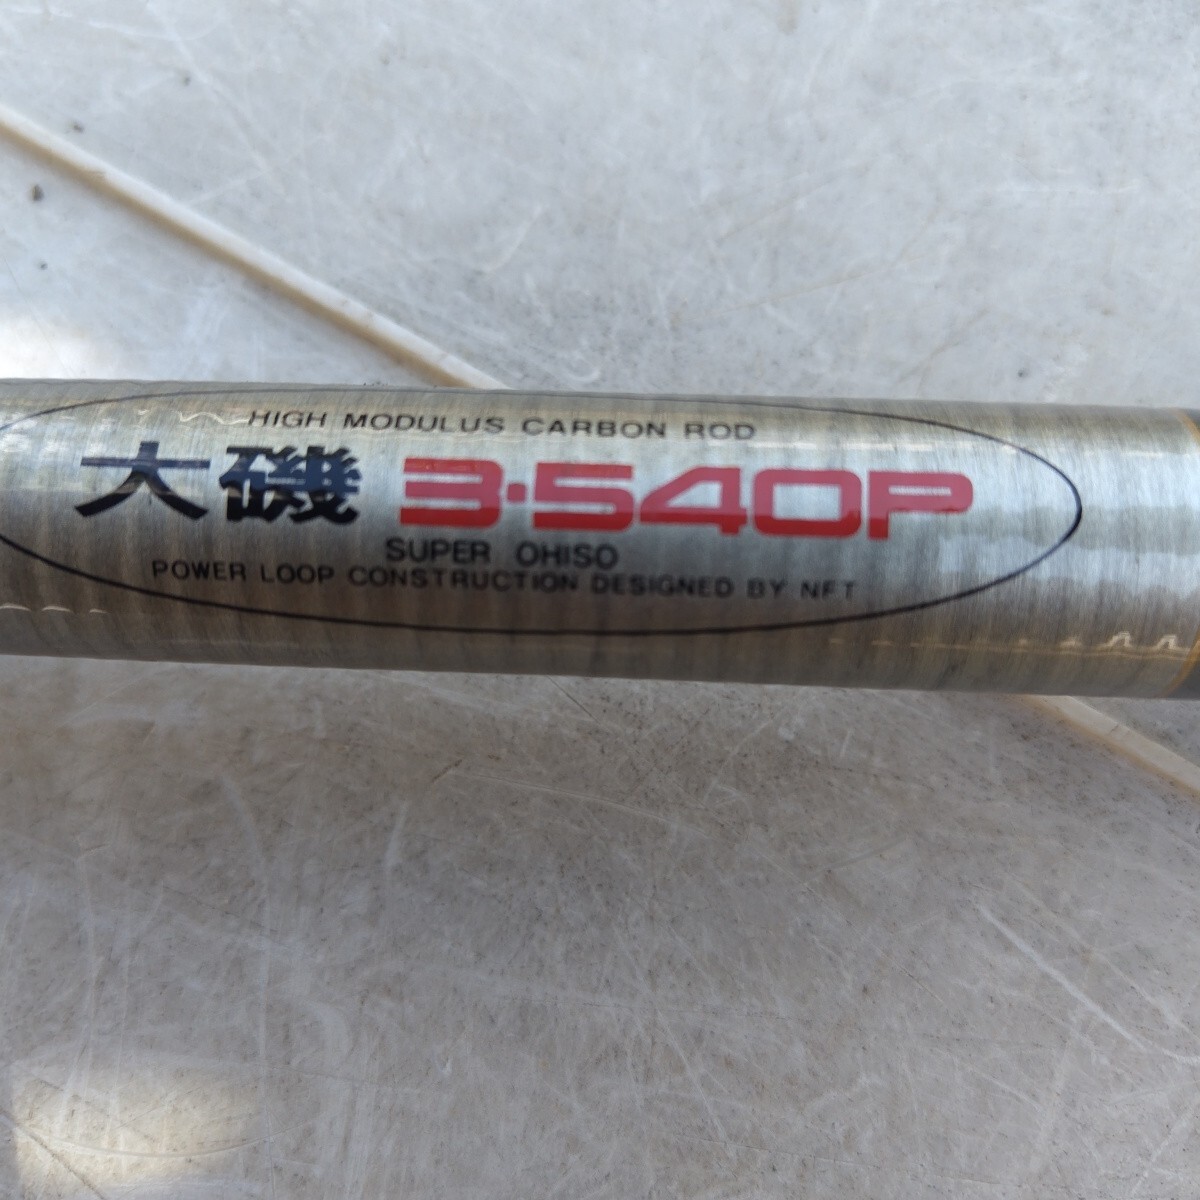 HIGH MODULUS CARBON ROD
大磯 3·540P
SUPER OHISO
POWER LOOP CONSTRUCTION DESIGNED BY NFT